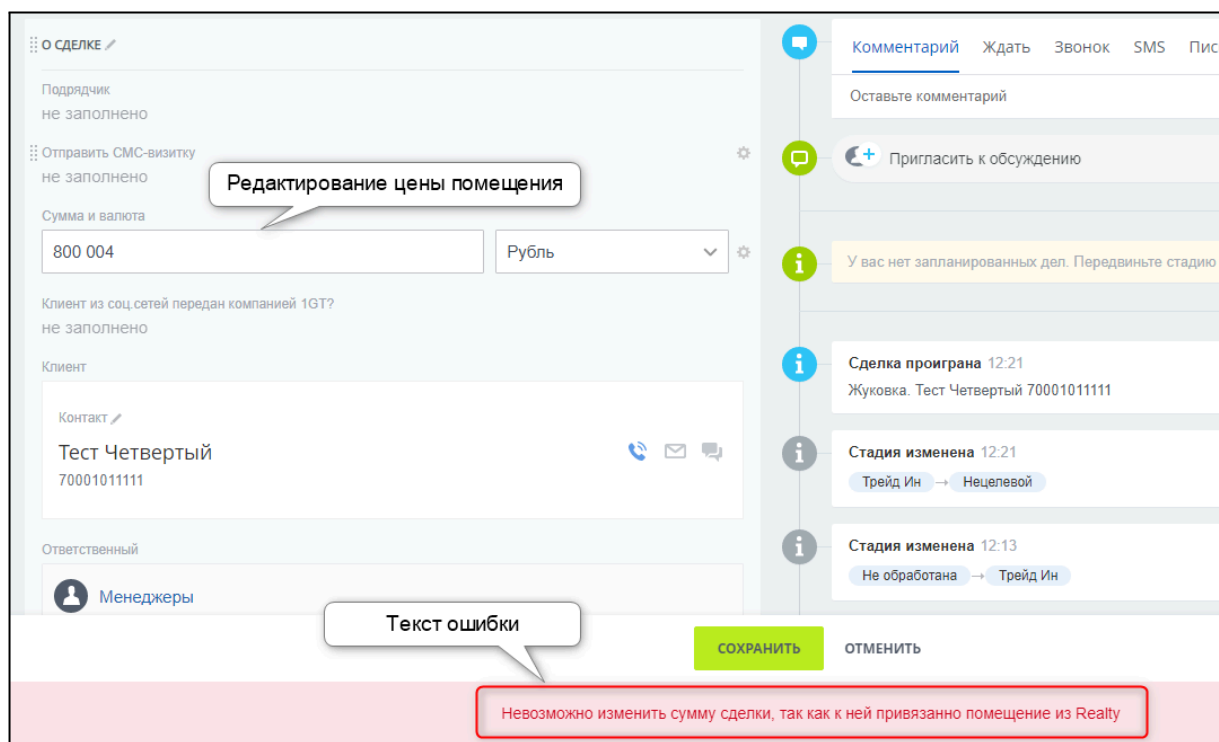 О СДЕЛКЕ
Подрядчик
не заполнено
Отправить СМС-визитку
не заполнено
Редактирование цены помещения
Сумма и валюта
800 004
Рубль
Клиент из соц.сетей передан компанией 1GT?
не заполнено
Клиент
Контакт
Тест Четвертый
70001011111
Ответственный
Менеджеры
Комментарий Ждать Звонок SMS Пис
Оставьте комментарий
Пригласить к обсуждению
У вас нет запланированных дел. Передвиньте стадию
Сделка проиграна 12:21
Жуковка. Тест Четвертый 70001011111
Стадия изменена 12:21
Трейд Ин → Нецелевой
Стадия изменена 12:13
Не обработана → Трейд Ин
Текст ошибки
СОХРАНИТЬ ОТМЕНИТЬ
Невозможно изменить сумму сделки, так как к ней привязанно помещение из Realty